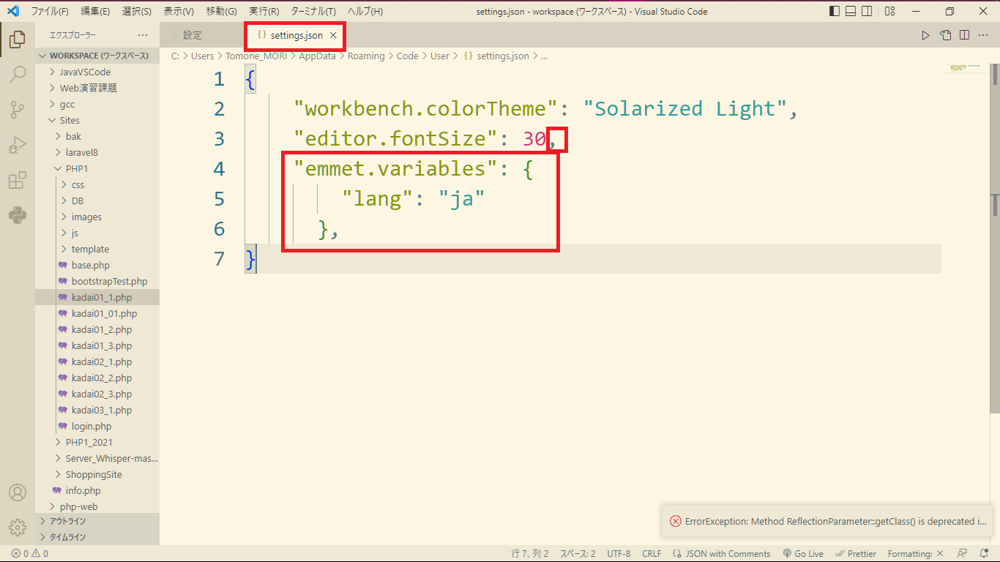 ファイル(F) 編集(E) 選択(S) 表示(V) 移動(G) 実行(R) ターミナル(T) ヘルプ(H) settings.json - workspace (ワークスペース) - Visual Studio Code
エクスプローラー ...
設定 settings.json
WORKSPACE (ワークスペース)
C: > Users > Tomone_MORI > AppData > Roaming > Code > User > {} settings.json > ...
JavaVSCode
Web演習課題
gcc
Sites
bak
laravel8
PHP1
css
DB
images
js
template
base.php
bootstrapTest.php
kadai01_1.php
kadai01_01.php
kadai01_2.php
kadai01_3.php
kadai02_1.php
kadai02_2.php
kadai02_3.php
kadai03_1.php
login.php
PHP1_2021
Server_Whisper-mas...
ShoppingSite
info.php
php-web
アウトライン
タイムライン
1 {
2 "workbench.colorTheme": "Solarized Light",
3 "editor.fontSize": 30,
4 "emmet.variables": {
5 "lang": "ja"
6 },
7 }
ErrorException: Method ReflectionParameter::getClass() is deprecated i...
0 0 行 7、列 2 スペース: 2 UTF-8 CRLF {} JSON with Comments Go Live Prettier Formatting: ×